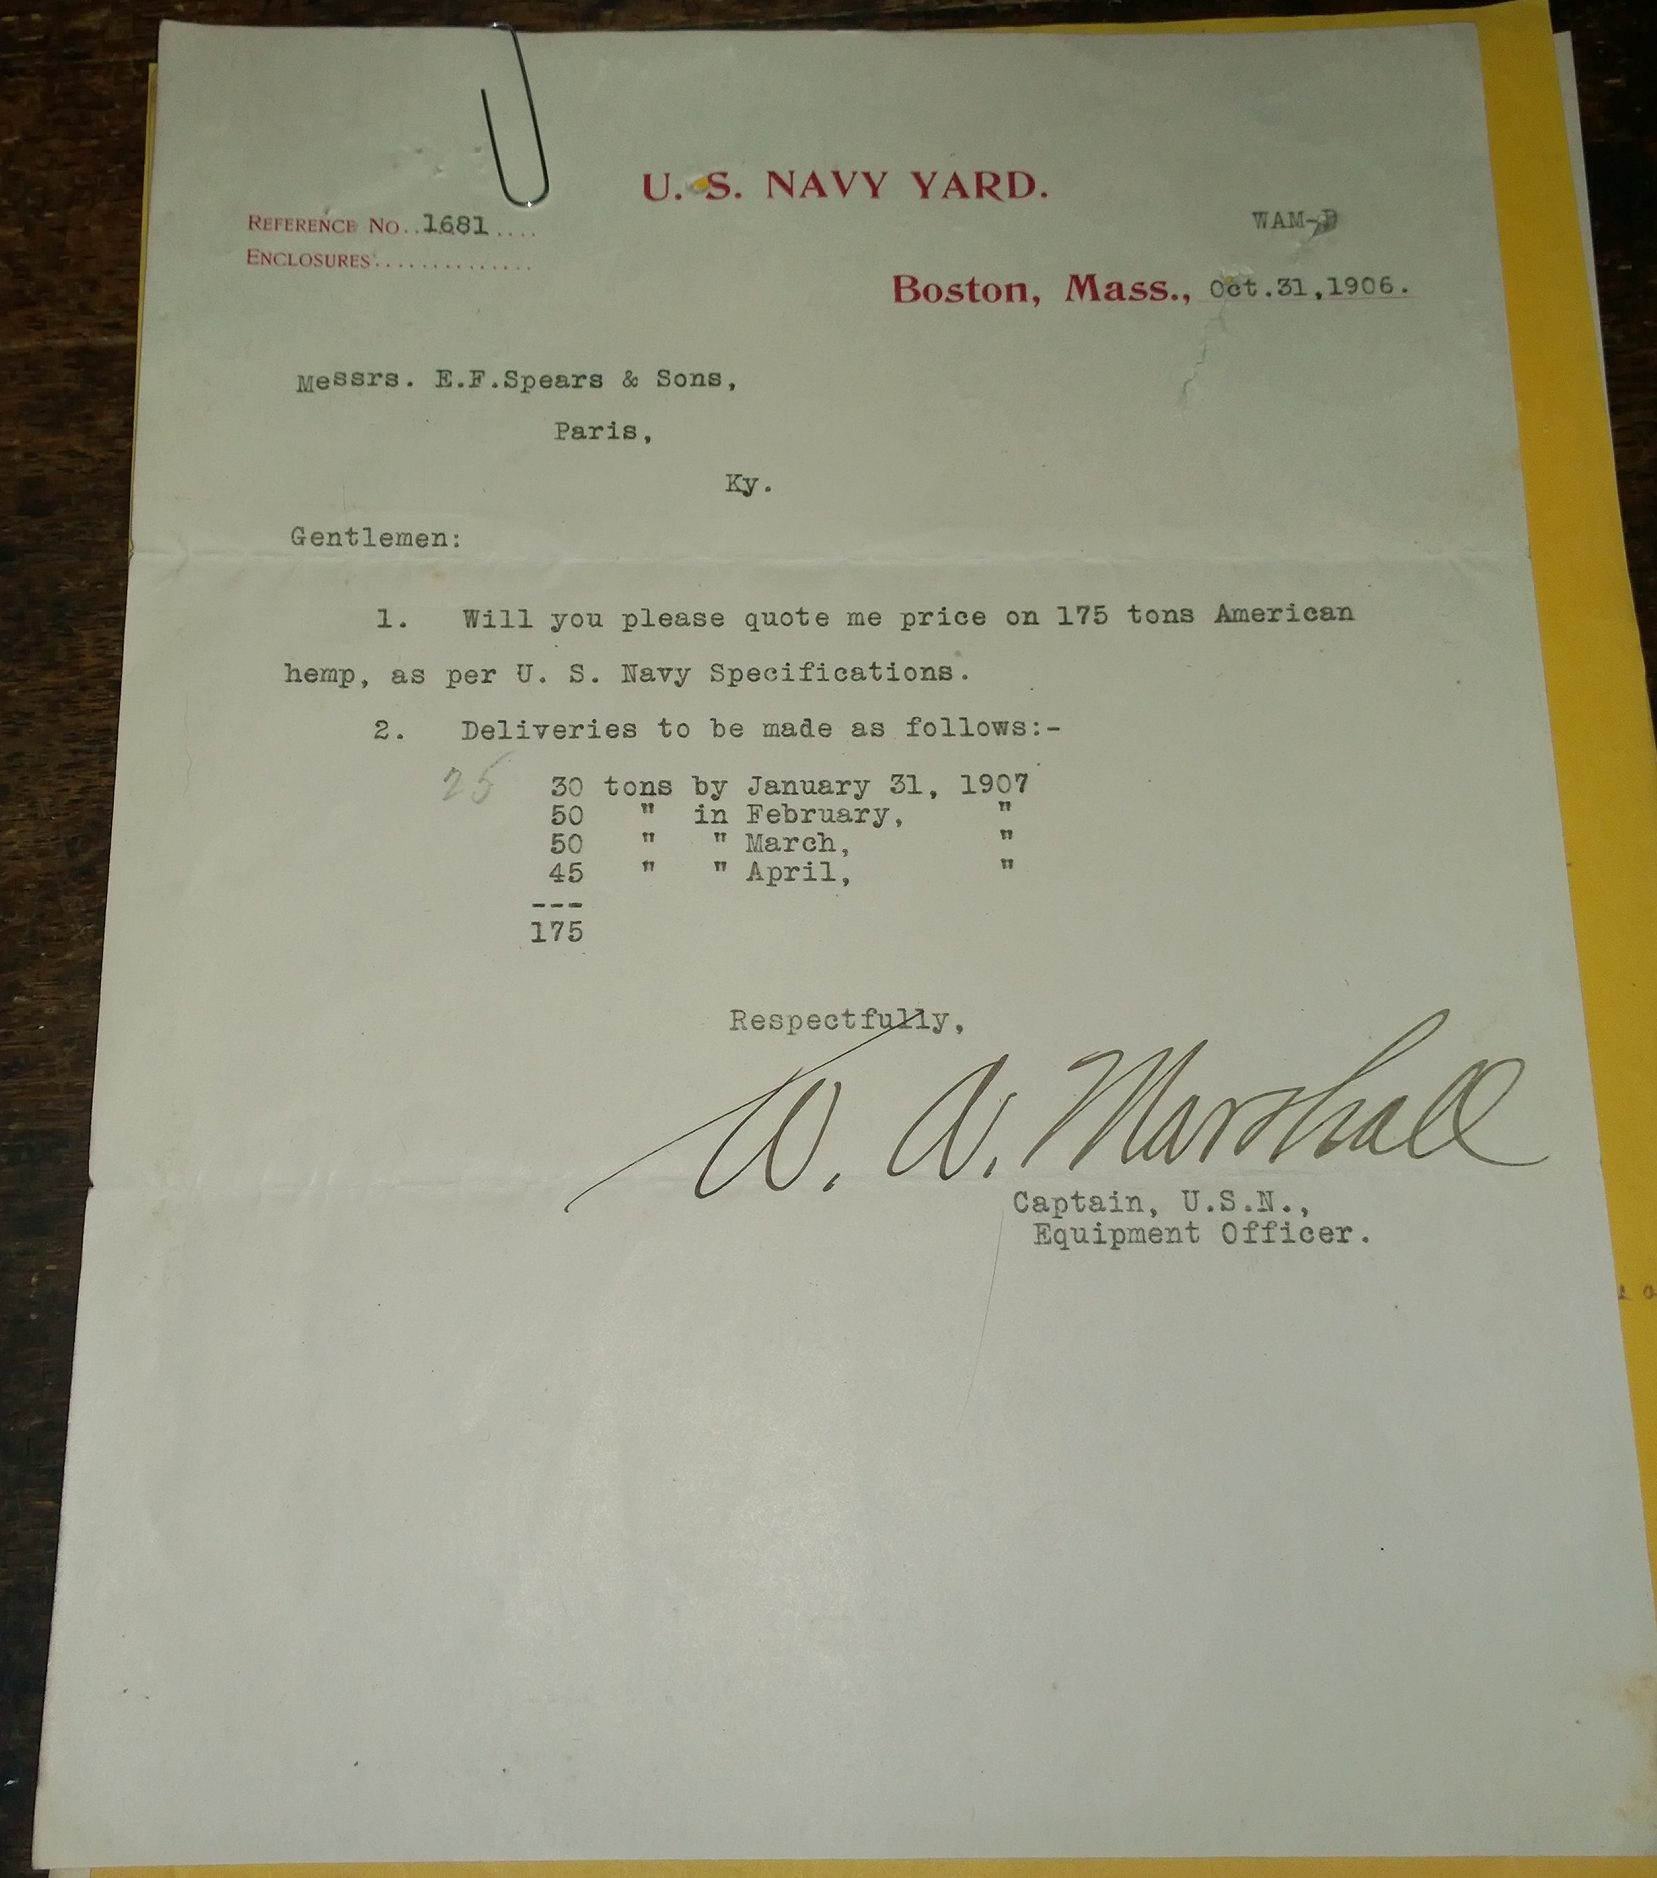 U. S. NAVY YARD.
REFERENCE No...1681....
ENCLOSURES..............
WAM-
Boston, Mass., Oct.31,1906.
Messrs. E.F.Spears & Sons,
Paris,
Ky.
Gentlemen:
1. Will you please quote me price on 175 tons American
hemp, as per U. S. Navy Specifications.
2. Deliveries to be made as follows:-
25 30 tons by January 31, 1907
50 " in February, "
50 " " March, "
45 " " April, "
---
175
Respectfully,
W. A. Marshall
Captain, U.S.N.,
Equipment Officer.